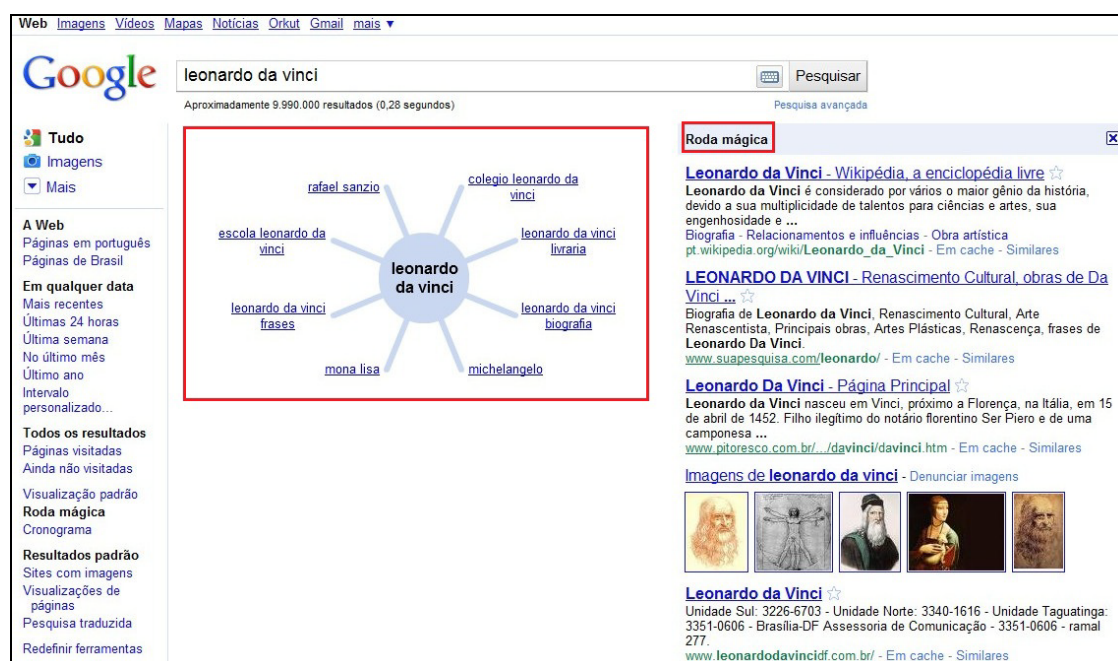 Web Imagens Vídeos Mapas Notícias Orkut Gmail mais ▼
Google
leonardo da vinci
Pesquisar
Aproximadamente 9.990.000 resultados (0,28 segundos)
Pesquisa avançada
Tudo
Imagens
Mais
A Web
Páginas em português
Páginas de Brasil
Em qualquer data
Mais recentes
Últimas 24 horas
Última semana
No último mês
Último ano
Intervalo
personalizado...
Todos os resultados
Páginas visitadas
Ainda não visitadas
Visualização padrão
Roda mágica
Cronograma
Resultados padrão
Sites com imagens
Visualizações de
páginas
Pesquisa traduzida
Redefinir ferramentas
rafael sanzio
colegio leonardo da
vinci
escola leonardo da
vinci
leonardo da vinci
livraria
leonardo
da vinci
leonardo da vinci
frases
leonardo da vinci
biografia
mona lisa
michelangelo
Roda mágica
Leonardo da Vinci - Wikipédia, a enciclopédia livre
Leonardo da Vinci é considerado por vários o maior gênio da história,
devido a sua multiplicidade de talentos para ciências e artes, sua
engenhosidade e ...
Biografia - Relacionamentos e influências - Obra artística
pt.wikipedia.org/wiki/Leonardo_da_Vinci - Em cache - Similares
LEONARDO DA VINCI - Renascimento Cultural, obras de Da
Vinci ...
Biografia de Leonardo da Vinci, Renascimento Cultural, Arte
Renascentista, Principais obras, Artes Plásticas, Renascença, frases de
Leonardo Da Vinci.
www.suapesquisa.com/leonardo/ - Em cache - Similares
Leonardo Da Vinci - Página Principal
Leonardo da Vinci nasceu em Vinci, próximo a Florença, na Itália, em 15
de abril de 1452. Filho ilegítimo do notário florentino Ser Piero e de uma
camponesa ...
www.pitoresco.com.br/.../davinci/davinci.htm - Em cache - Similares
Imagens de leonardo da vinci - Denunciar imagens
Leonardo da Vinci
Unidade Sul: 3226-6703 - Unidade Norte: 3340-1616 - Unidade Taguatinga:
3351-0606 - Brasília-DF Assessoria de Comunicação - 3351-0606 - ramal
277.
www.leonardodavincidf.com.br/ - Em cache - Similares